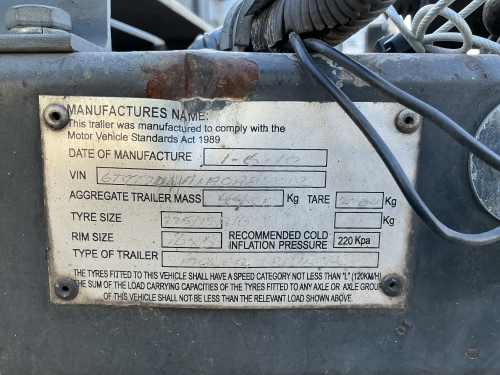 MANUFACTURES NAME:
This trailer was manufactured to comply with the
Motor Vehicle Standards Act 1989
DATE OF MANUFACTURE
VIN
AGGREGATE TRAILER MASS Kg TARE Kg
TYRE SIZE Kg
RIM SIZE RECOMMENDED COLD
INFLATION PRESSURE 220 Kpa
TYPE OF TRAILER
THE TYRES FITTED TO THIS VEHICLE SHALL HAVE A SPEED CATEGORY NOT LESS THAN "L" (120KM/H)
THE SUM OF THE LOAD CARRYING CAPACITIES OF THE TYRES FITTED TO ANY AXLE OR AXLE GROUP
OF THIS VEHICLE SHALL NOT BE LESS THAN THE RELEVANT LOAD SHOWN ABOVE.